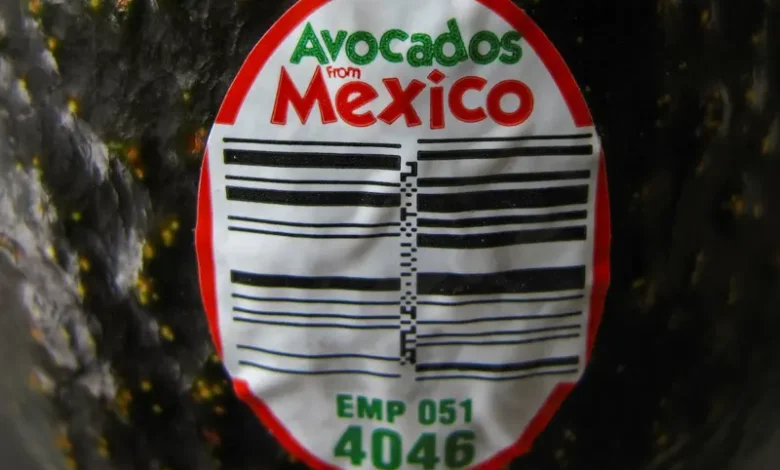 Avocados
From
Mexico
EMP 051
4046